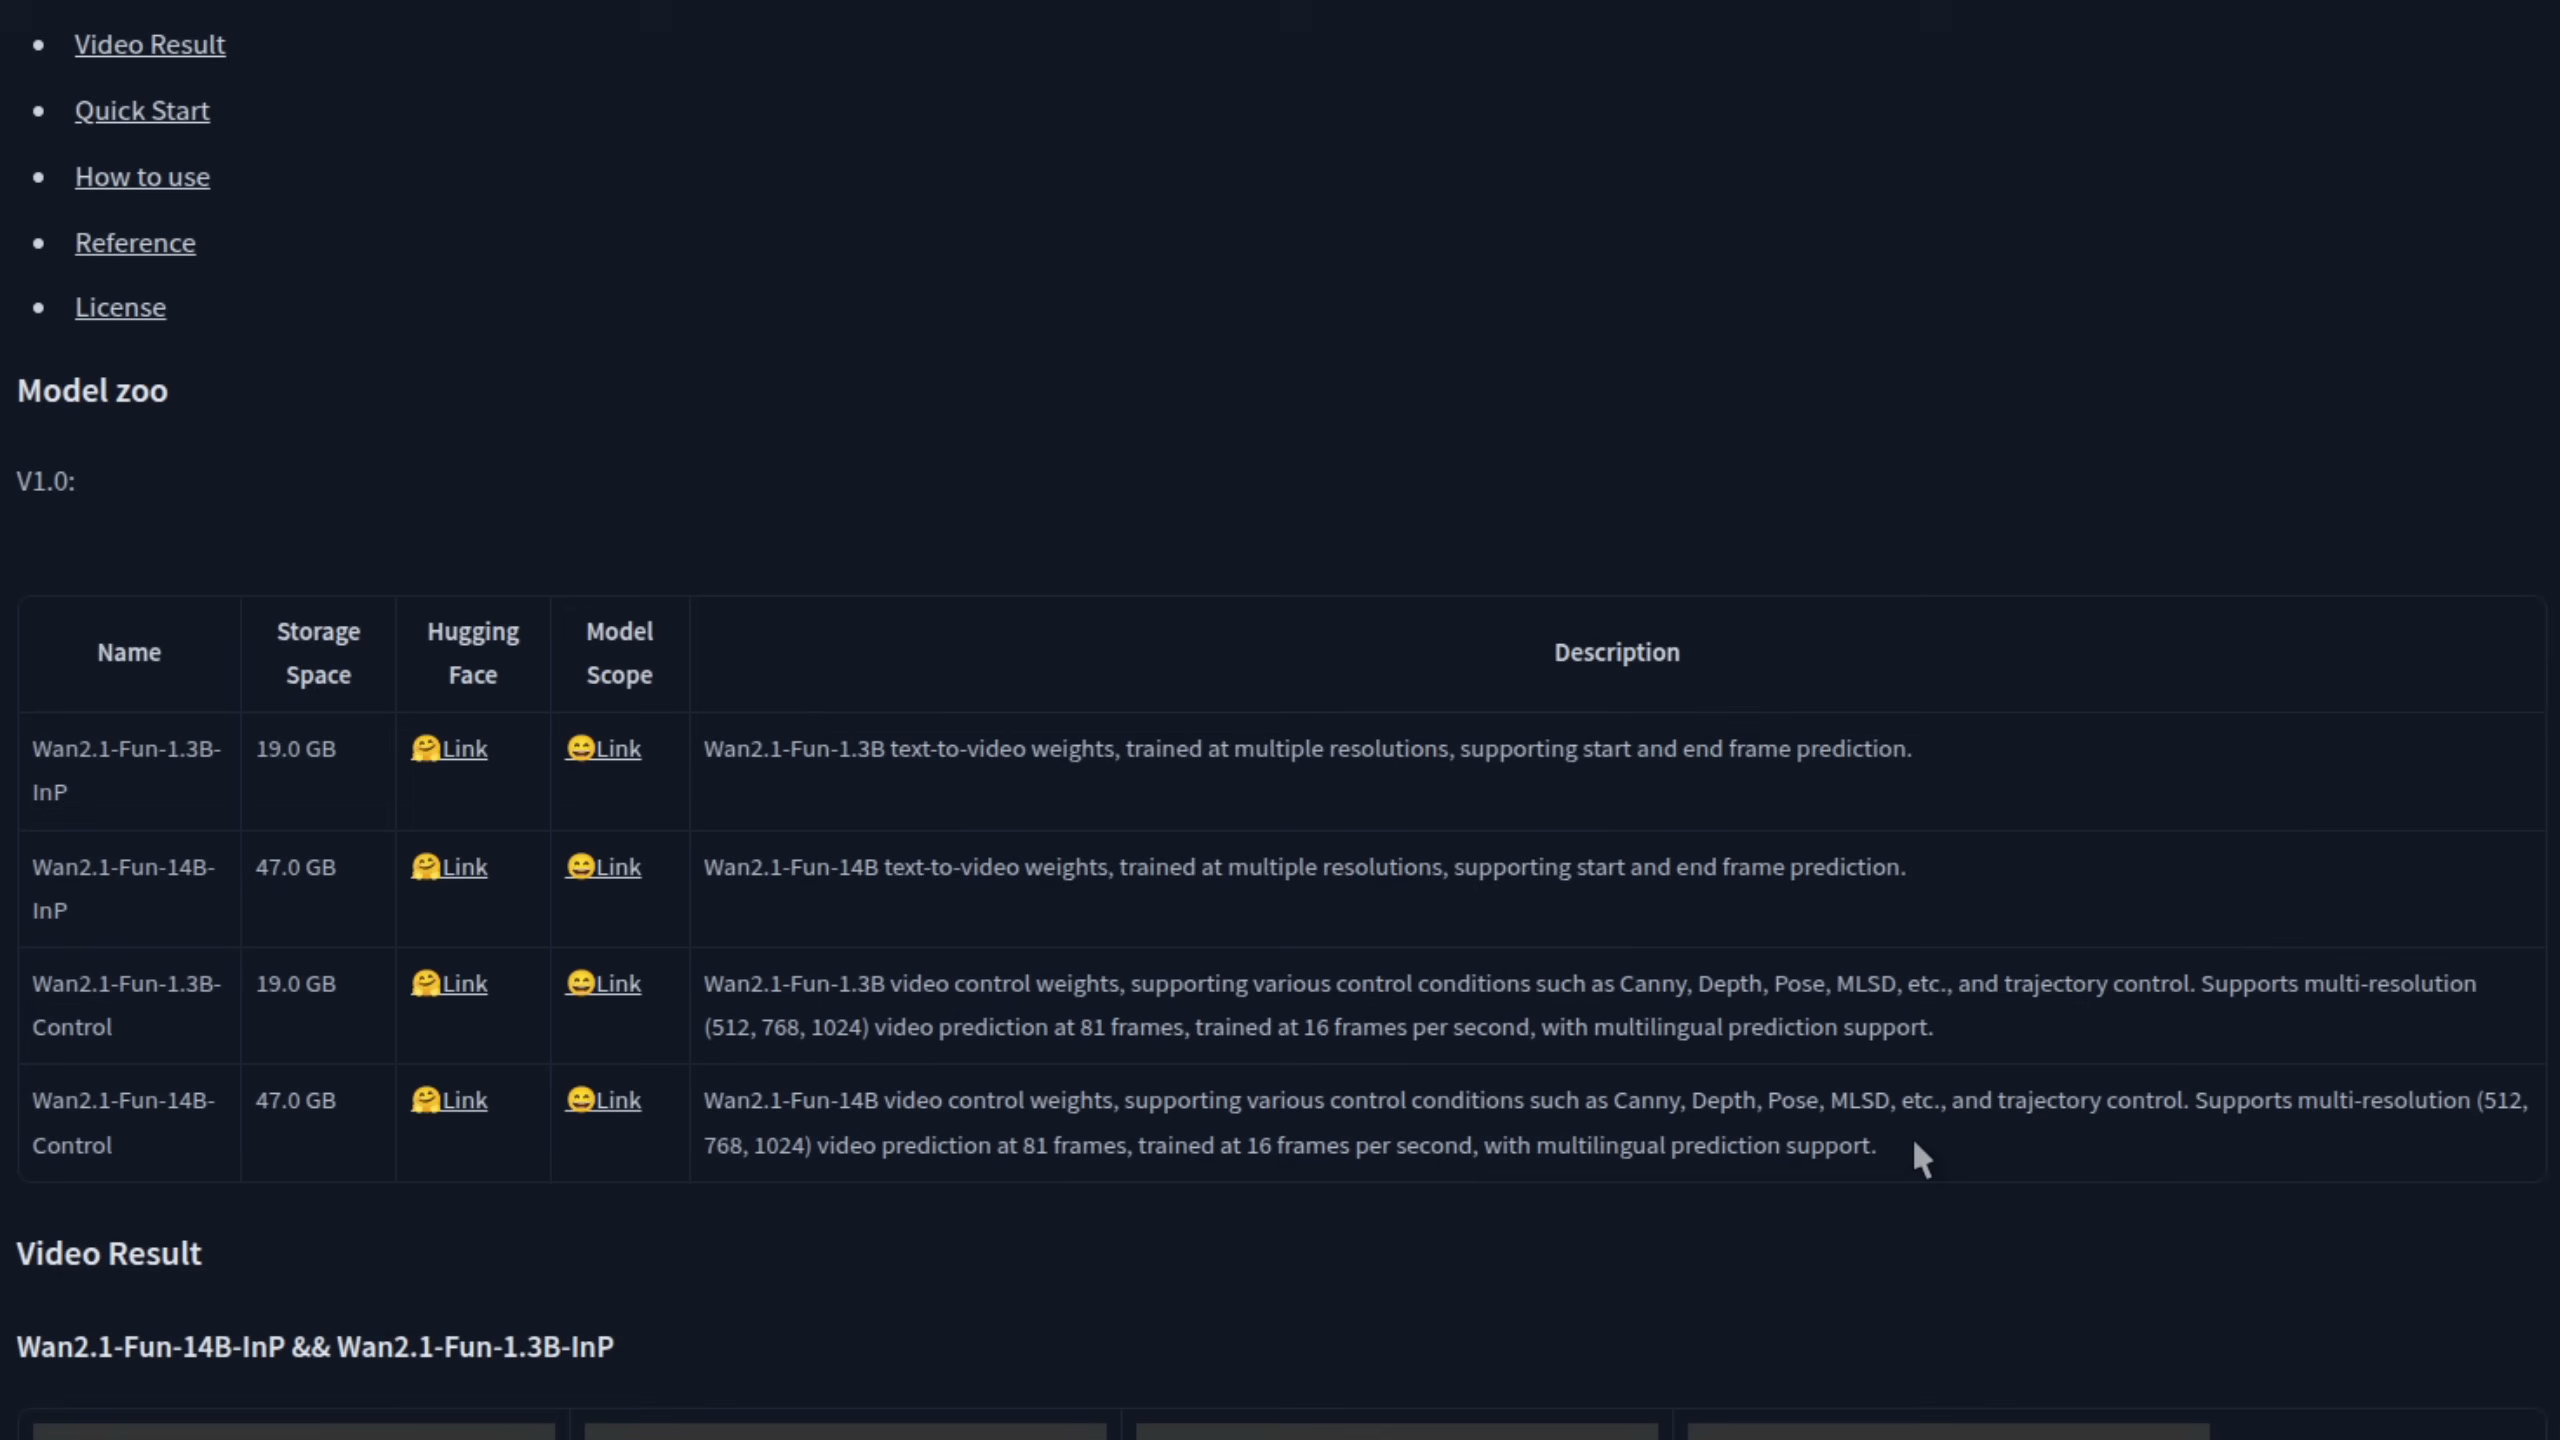 Video Result
Quick Start
How to use
Reference
License
Model zoo
V1.0:
Name
Storage
Space
Hugging
Face
Model
Scope
Description
Wan2.1-Fun-1.3B-
InP
19.0 GB
🤗Link
😄Link
Wan2.1-Fun-1.3B text-to-video weights, trained at multiple resolutions, supporting start and end frame prediction.
Wan2.1-Fun-14B-
InP
47.0 GB
🤗Link
😄Link
Wan2.1-Fun-14B text-to-video weights, trained at multiple resolutions, supporting start and end frame prediction.
Wan2.1-Fun-1.3B-
Control
19.0 GB
🤗Link
😄Link
Wan2.1-Fun-1.3B video control weights, supporting various control conditions such as Canny, Depth, Pose, MLSD, etc., and trajectory control. Supports multi-resolution
(512, 768, 1024) video prediction at 81 frames, trained at 16 frames per second, with multilingual prediction support.
Wan2.1-Fun-14B-
Control
47.0 GB
🤗Link
😄Link
Wan2.1-Fun-14B video control weights, supporting various control conditions such as Canny, Depth, Pose, MLSD, etc., and trajectory control. Supports multi-resolution (512,
768, 1024) video prediction at 81 frames, trained at 16 frames per second, with multilingual prediction support.
Video Result
Wan2.1-Fun-14B-InP && Wan2.1-Fun-1.3B-InP